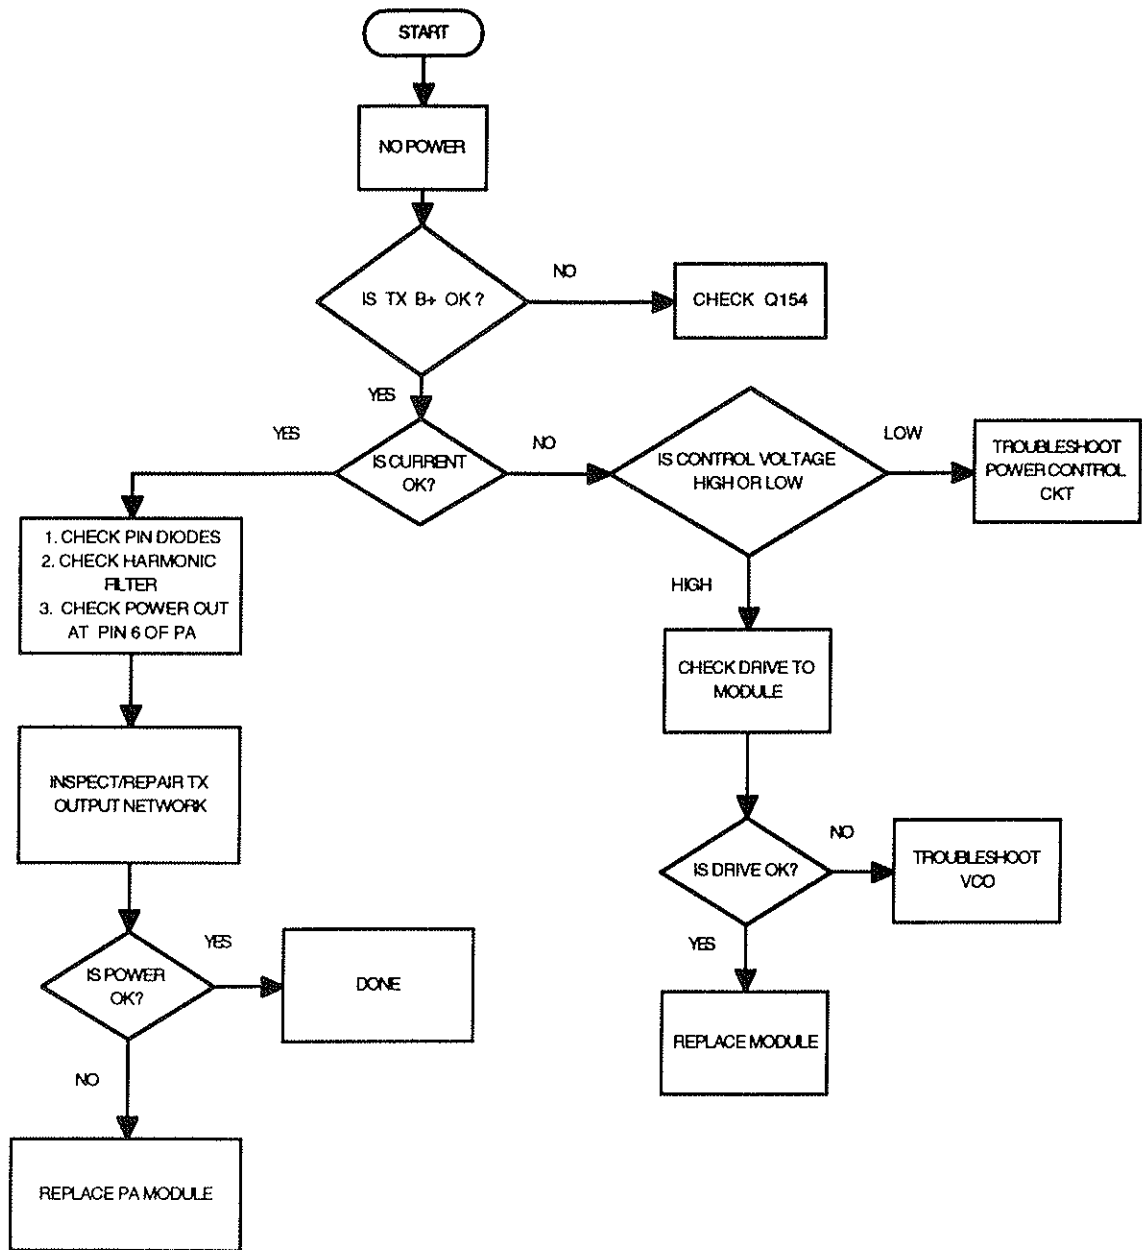 START
NO POWER
IS TX B+ OK ?
NO
CHECK Q154
YES
YES
IS CURRENT
OK?
NO
IS CONTROL VOLTAGE
HIGH OR LOW
LOW
TROUBLESHOOT
POWER CONTROL
CKT
1. CHECK PIN DIODES
2. CHECK HARMONIC
FILTER
3. CHECK POWER OUT
AT PIN 6 OF PA
HIGH
CHECK DRIVE TO
MODULE
INSPECT/REPAIR TX
OUTPUT NETWORK
IS DRIVE OK?
NO
TROUBLESHOOT
VCO
YES
IS POWER
OK?
YES
DONE
REPLACE MODULE
NO
REPLACE PA MODULE